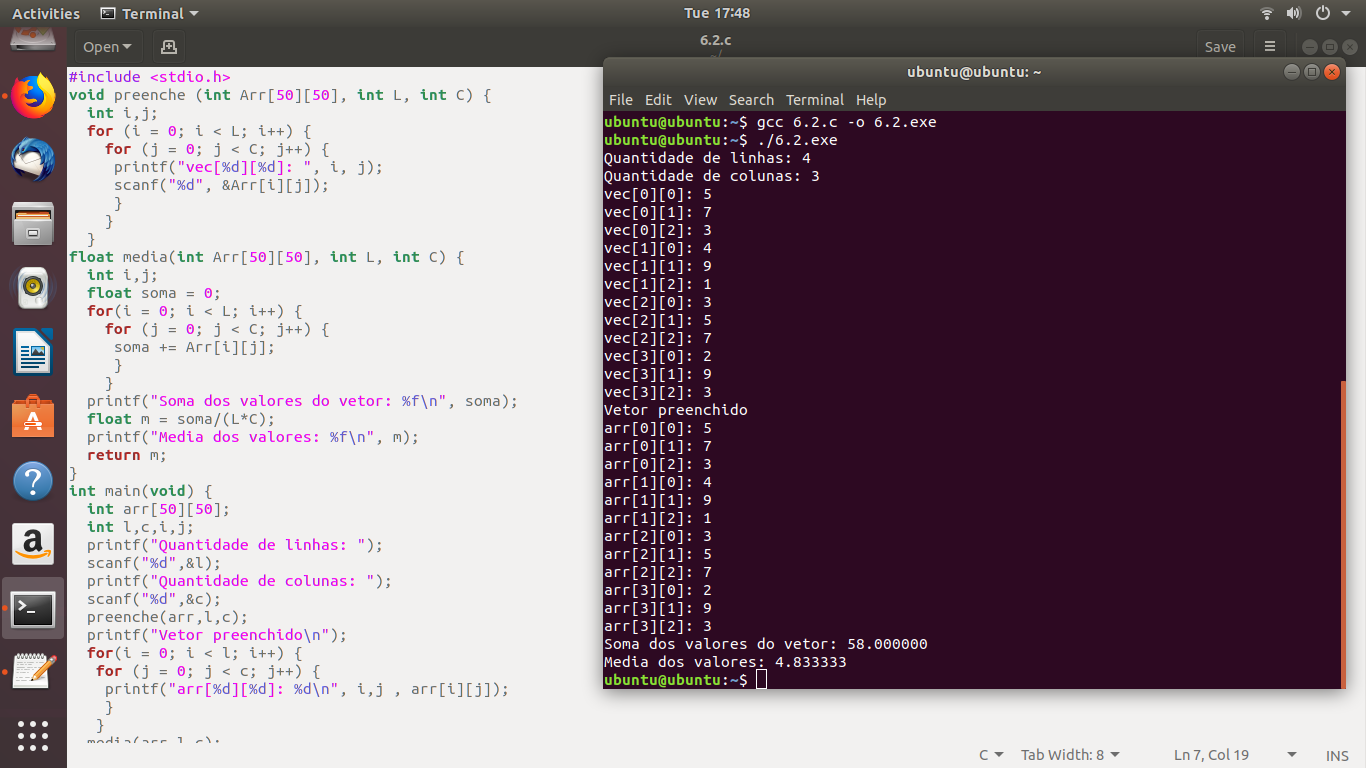 Activities Terminal Tue 17:48
Open 6.2.c Save
~/
#include <stdio.h>
void preenche (int Arr[50][50], int L, int C) {
  int i,j;
  for (i = 0; i < L; i++) {
    for (j = 0; j < C; j++) {
     printf("vec[%d][%d]: ", i, j);
     scanf("%d", &Arr[i][j]);
     }
    }
  }
float media(int Arr[50][50], int L, int C) {
  int i,j;
  float soma = 0;
  for(i = 0; i < L; i++) {
    for (j = 0; j < C; j++) {
     soma += Arr[i][j];
     }
    }
  printf("Soma dos valores do vetor: %f\n", soma);
  float m = soma/(L*C);
  printf("Media dos valores: %f\n", m);
  return m;
}
int main(void) {
  int arr[50][50];
  int l,c,i,j;
  printf("Quantidade de linhas: ");
  scanf("%d",&l);
  printf("Quantidade de colunas: ");
  scanf("%d",&c);
  preenche(arr,l,c);
  printf("Vetor preenchido\n");
  for(i = 0; i < l; i++) {
   for (j = 0; j < c; j++) {
    printf("arr[%d][%d]: %d\n", i,j , arr[i][j]);
    }
   }
  media(arr,l,c);
ubuntu@ubuntu: ~
File Edit View Search Terminal Help
ubuntu@ubuntu:~$ gcc 6.2.c -o 6.2.exe
ubuntu@ubuntu:~$ ./6.2.exe
Quantidade de linhas: 4
Quantidade de colunas: 3
vec[0][0]: 5
vec[0][1]: 7
vec[0][2]: 3
vec[1][0]: 4
vec[1][1]: 9
vec[1][2]: 1
vec[2][0]: 3
vec[2][1]: 5
vec[2][2]: 7
vec[3][0]: 2
vec[3][1]: 9
vec[3][2]: 3
Vetor preenchido
arr[0][0]: 5
arr[0][1]: 7
arr[0][2]: 3
arr[1][0]: 4
arr[1][1]: 9
arr[1][2]: 1
arr[2][0]: 3
arr[2][1]: 5
arr[2][2]: 7
arr[3][0]: 2
arr[3][1]: 9
arr[3][2]: 3
Soma dos valores do vetor: 58.000000
Media dos valores: 4.833333
ubuntu@ubuntu:~$
C Tab Width: 8 Ln 7, Col 19 INS